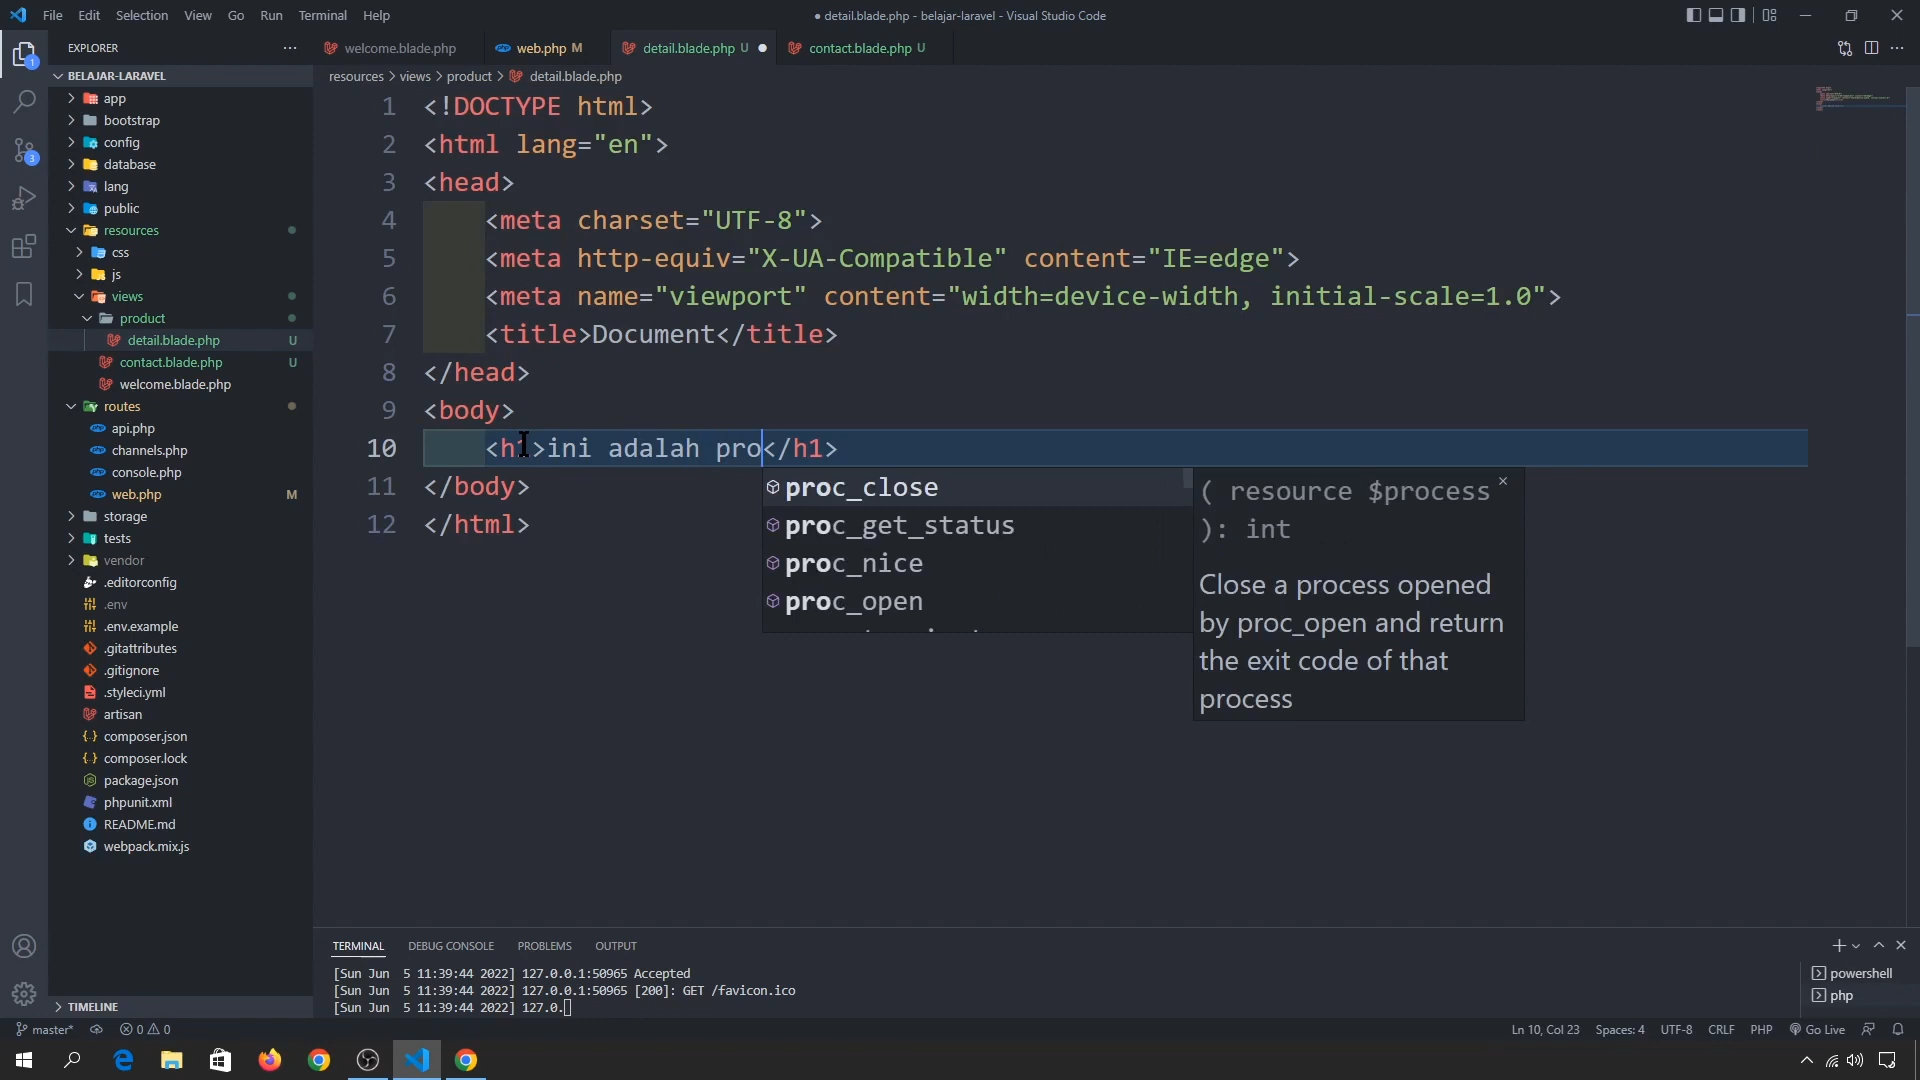 File Edit Selection View Go Run Terminal Help
● detail.blade.php - belajar-laravel - Visual Studio Code
EXPLORER
welcome.blade.php
web.php M
detail.blade.php U
contact.blade.php U
resources > views > product > detail.blade.php
BELAJAR-LARAVEL
app
bootstrap
config
database
lang
public
resources
css
js
views
product
detail.blade.php U
contact.blade.php U
welcome.blade.php
routes
api.php
channels.php
console.php
web.php M
storage
tests
vendor
.editorconfig
.env
.env.example
.gitattributes
.gitignore
.styleci.yml
artisan
composer.json
composer.lock
package.json
phpunit.xml
README.md
webpack.mix.js
TIMELINE
1 <!DOCTYPE html>
2 <html lang="en">
3 <head>
4 <meta charset="UTF-8">
5 <meta http-equiv="X-UA-Compatible" content="IE=edge">
6 <meta name="viewport" content="width=device-width, initial-scale=1.0">
7 <title>Document</title>
8 </head>
9 <body>
10 <h1>ini adalah pro</h1>
11 </body>
12 </html>
proc_close
proc_get_status
proc_nice
proc_open
( resource $process
): int
Close a process opened
by proc_open and return
the exit code of that
process
TERMINAL DEBUG CONSOLE PROBLEMS OUTPUT
[Sun Jun  5 11:39:44 2022] 127.0.0.1:50965 Accepted
[Sun Jun  5 11:39:44 2022] 127.0.0.1:50965 [200]: GET /favicon.ico
[Sun Jun  5 11:39:44 2022] 127.0.
powershell
php
master* 0 0
Ln 10, Col 23 Spaces: 4 UTF-8 CRLF PHP Go Live